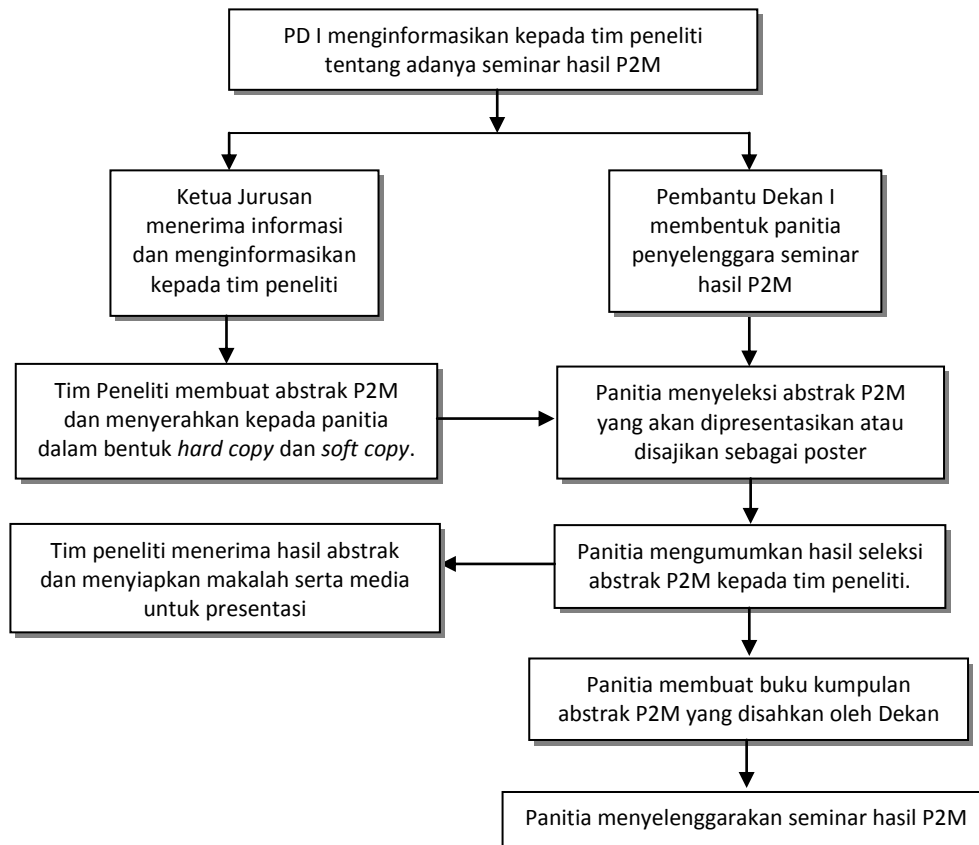 PD I menginformasikan kepada tim peneliti
tentang adanya seminar hasil P2M
Ketua Jurusan
menerima informasi
dan menginformasikan
kepada tim peneliti
Pembantu Dekan I
membentuk panitia
penyelenggara seminar
hasil P2M
Tim Peneliti membuat abstrak P2M
dan menyerahkan kepada panitia
dalam bentuk hard copy dan soft copy.
Panitia menyeleksi abstrak P2M
yang akan dipresentasikan atau
disajikan sebagai poster
Tim peneliti menerima hasil abstrak
dan menyiapkan makalah serta media
untuk presentasi
Panitia mengumumkan hasil seleksi
abstrak P2M kepada tim peneliti.
Panitia membuat buku kumpulan
abstrak P2M yang disahkan oleh Dekan
Panitia menyelenggarakan seminar hasil P2M